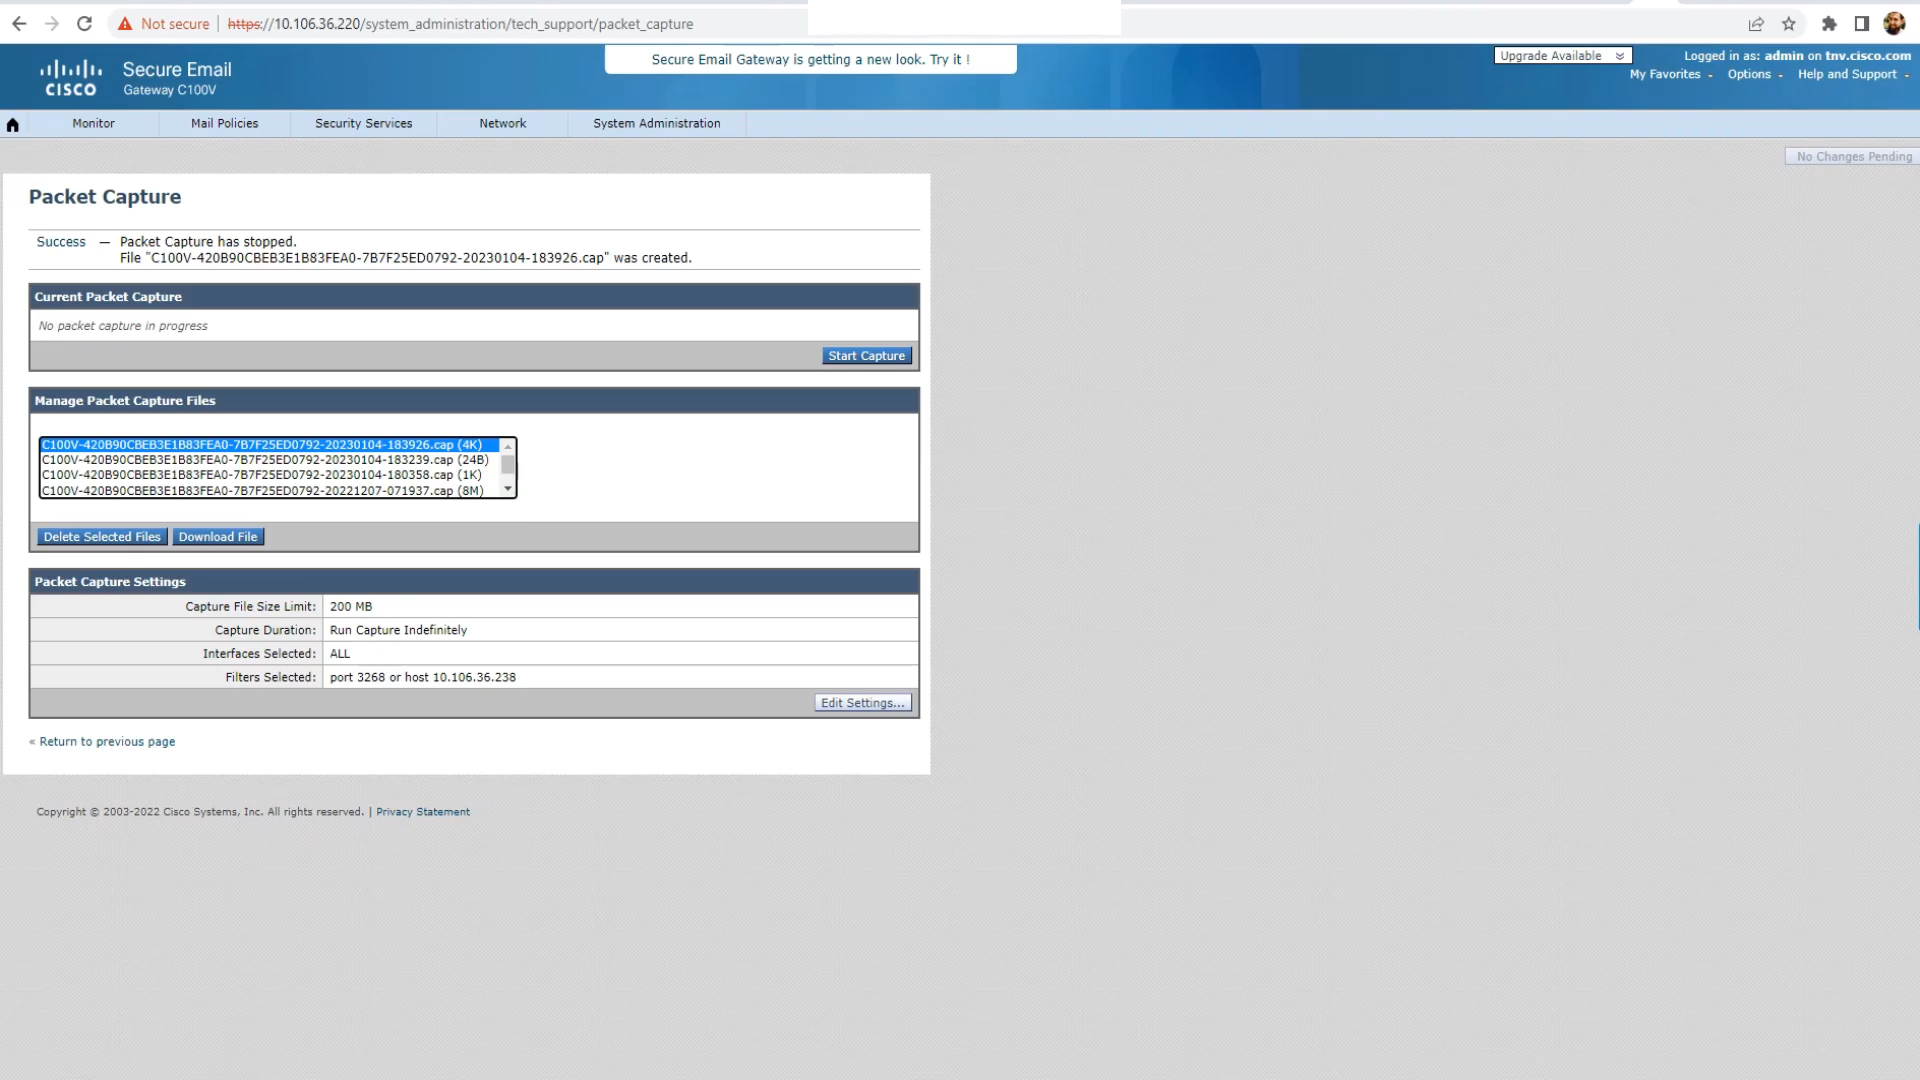 Not secure | https://10.106.36.220/system_administration/tech_support/packet_capture
Secure Email Gateway is getting a new look. Try it !
Upgrade Available
Logged in as: admin on tnv.cisco.com
My Favorites Options Help and Support
CISCO
Secure Email
Gateway C100V
Monitor Mail Policies Security Services Network System Administration
No Changes Pending
Packet Capture
Success — Packet Capture has stopped.
File "C100V-420B90CBEB3E1B83FEA0-7B7F25ED0792-20230104-183926.cap" was created.
Current Packet Capture
No packet capture in progress
Start Capture
Manage Packet Capture Files
C100V-420B90CBEB3E1B83FEA0-7B7F25ED0792-20230104-183926.cap (4K)
C100V-420B90CBEB3E1B83FEA0-7B7F25ED0792-20230104-183239.cap (24B)
C100V-420B90CBEB3E1B83FEA0-7B7F25ED0792-20230104-180358.cap (1K)
C100V-420B90CBEB3E1B83FEA0-7B7F25ED0792-20221207-071937.cap (8M)
Delete Selected Files Download File
Packet Capture Settings
Capture File Size Limit: 200 MB
Capture Duration: Run Capture Indefinitely
Interfaces Selected: ALL
Filters Selected: port 3268 or host 10.106.36.238
Edit Settings...
« Return to previous page
Copyright © 2003-2022 Cisco Systems, Inc. All rights reserved. | Privacy Statement